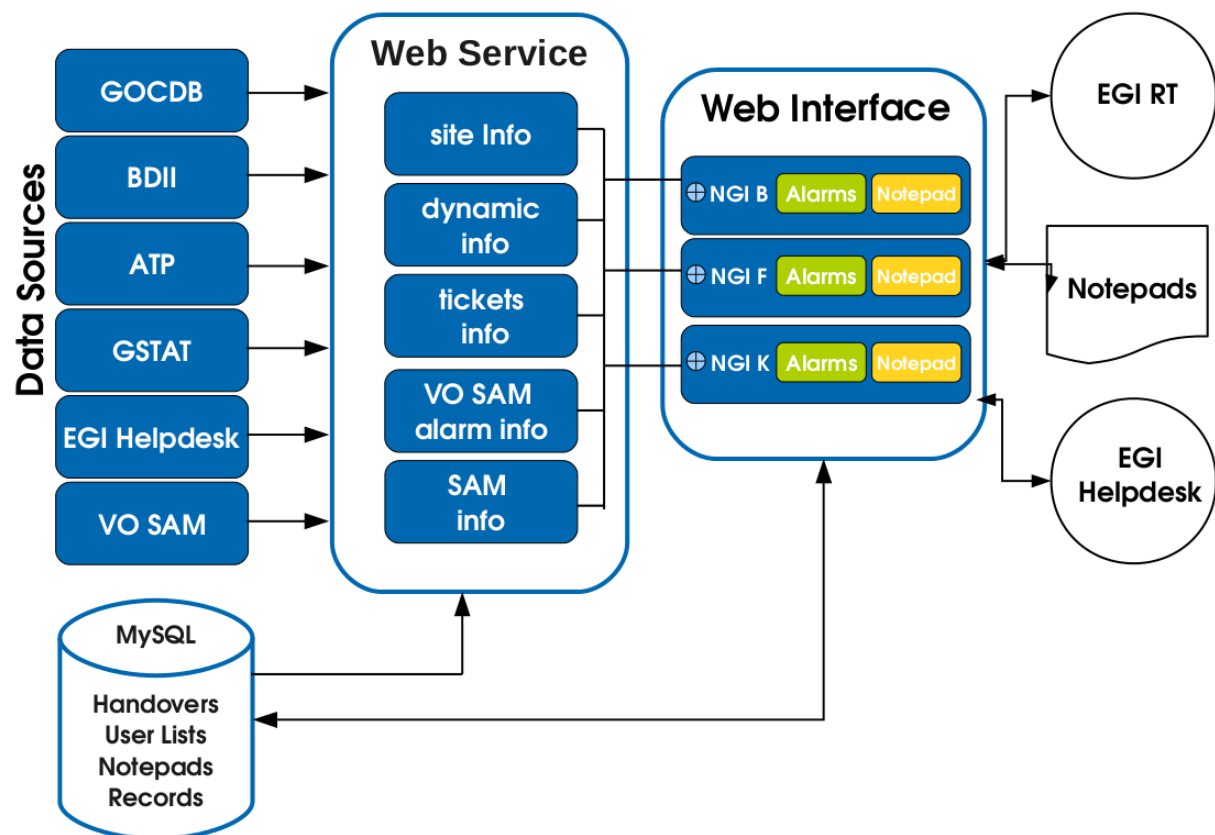 Data Sources
GOCDB
BDII
ATP
GSTAT
EGI Helpdesk
VO SAM
MySQL
Handovers
User Lists
Notepads
Records
Web Service
site Info
dynamic
info
tickets
info
VO SAM
alarm info
SAM
info
Web Interface
NGI B Alarms Notepad
NGI F Alarms Notepad
NGI K Alarms Notepad
EGI RT
Notepads
EGI
Helpdesk